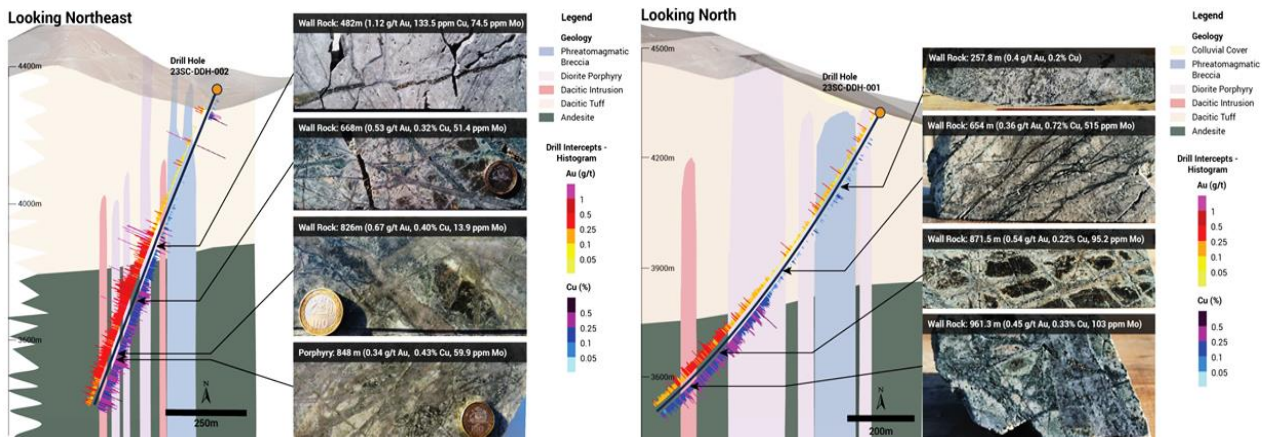 Looking Northeast
4400m
4000m
3600m
Drill Hole
23SC-DDH-002
N
250m
Wall Rock: 482m (1.12 g/t Au, 133.5 ppm Cu, 74.5 ppm Mo)
Wall Rock: 668m (0.53 g/t Au, 0.32% Cu, 51.4 ppm Mo)
Wall Rock: 826m (0.67 g/t Au, 0.40% Cu, 13.9 ppm Mo)
Porphyry: 848 m (0.34 g/t Au, 0.43% Cu, 59.9 ppm Mo)
Legend
Geology
Phreatomagmatic
Breccia
Diorite Porphyry
Dacitic Intrusion
Dacitic Tuff
Andesite
Drill Intercepts -
Histogram
Au (g/t)
1
0.5
0.25
0.1
0.05
Cu (%)
0.5
0.25
0.1
0.05
Looking North
4500m
4200m
3900m
3600m
Drill Hole
23SC-DDH-001
N
200m
Wall Rock: 257.8 m (0.4 g/t Au, 0.2% Cu)
Wall Rock: 654 m (0.36 g/t Au, 0.72% Cu, 515 ppm Mo)
Wall Rock: 871.5 m (0.54 g/t Au, 0.22% Cu, 95.2 ppm Mo)
Wall Rock: 961.3 m (0.45 g/t Au, 0.33% Cu, 103 ppm Mo)
Legend
Geology
Colluvial Cover
Phreatomagmatic
Breccia
Diorite Porphyry
Dacitic Intrusion
Dacitic Tuff
Andesite
Drill Intercepts -
Histogram
Au (g/t)
1
0.5
0.25
0.1
0.05
Cu (%)
0.5
0.25
0.1
0.05